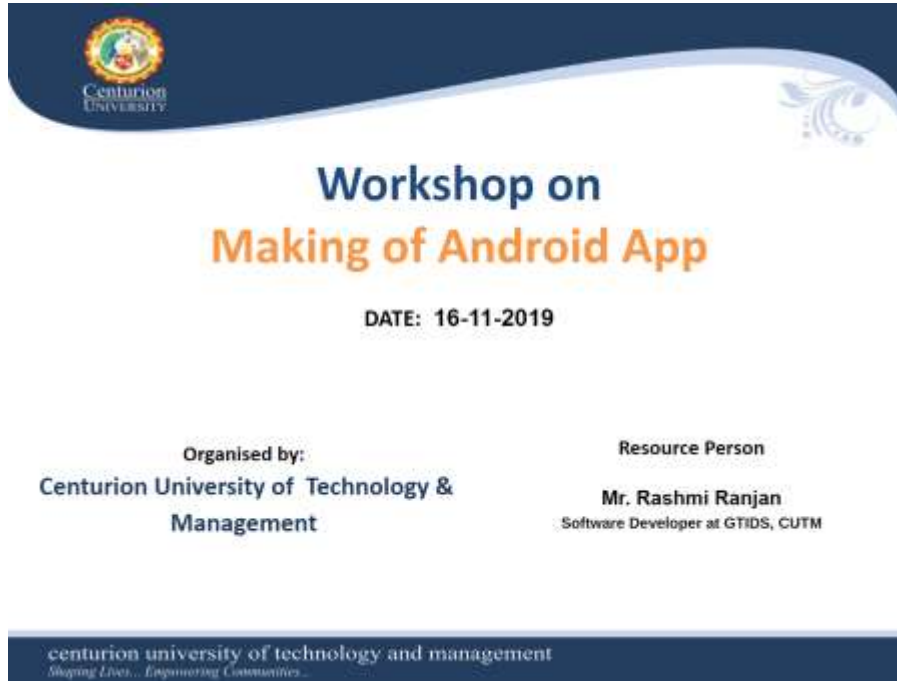 Centurion
UNIVERSITY
Workshop on
Making of Android App
DATE: 16-11-2019
Organised by:
Centurion University of Technology &
Management
Resource Person
Mr. Rashmi Ranjan
Software Developer at GTIDS, CUTM
centurion university of technology and management
Shaping Lives... Empowering Communities...